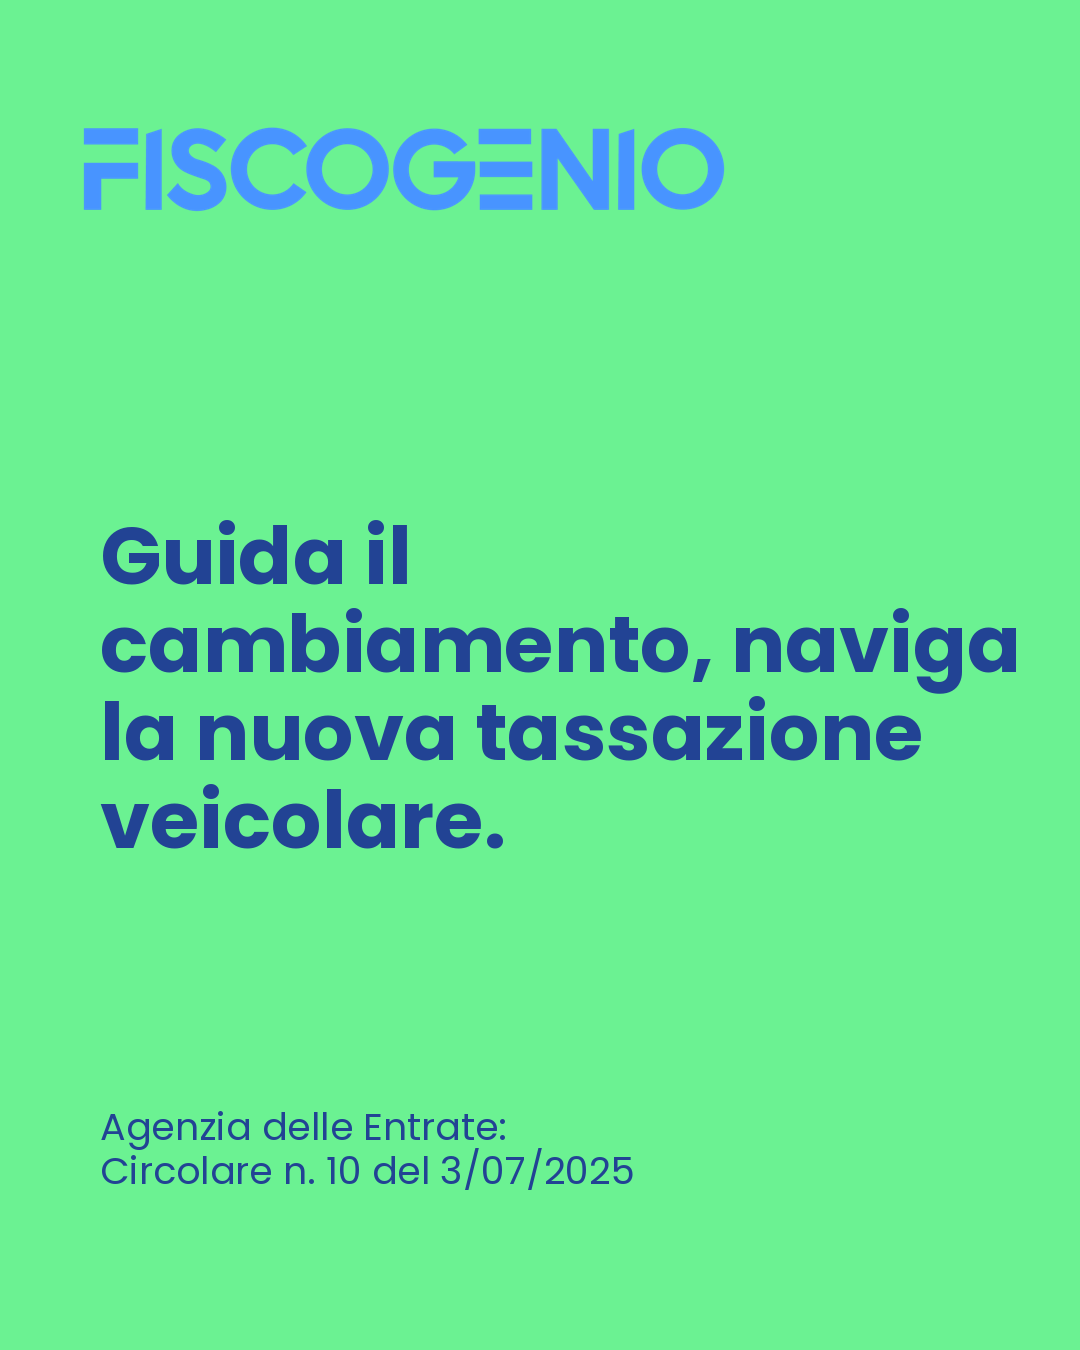 FISCOGENIO
Guida il
cambiamento, naviga
la nuova tassazione
veicolare.
Agenzia delle Entrate:
Circolare n. 10 del 3/07/2025